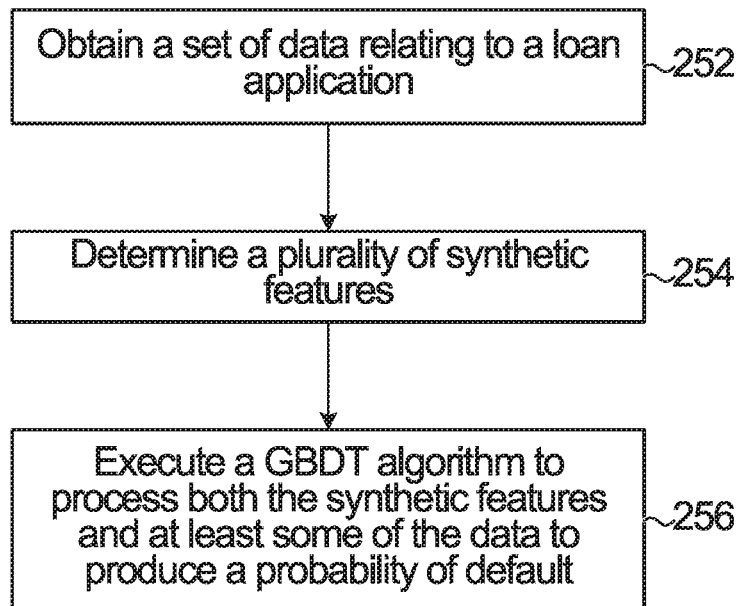 Obtain a set of data relating to a loan
application
252
Determine a plurality of synthetic
features
254
Execute a GBDT algorithm to
process both the synthetic features
and at least some of the data to
produce a probability of default
256